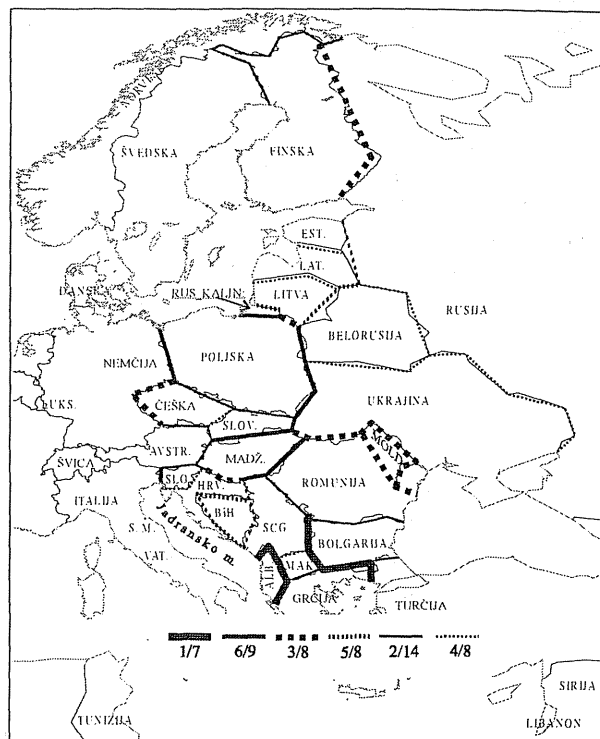 ŠVEDSKA
FINSKA
EST.
LAT.
LITVA
DANSKA
RUS. KALJN.
RUSIJA
BELORUSIJA
NEMČIJA
POLJSKA
LUKS.
ČEŠKA
UKRAJINA
SLOV.
AVSTR.
MADŽ.
MOLD.
ŠVICA
SLO.
HRV.
ROMUNIJA
ITALIJA
BiH
S. M.
SCG
Jadransko m.
BOLGARIJA
VAT.
ALB.
MAK.
GRČIJA
TURČIJA
1/7 6/9 3/8 5/8 2/14 4/8
SIRIJA
TUNIZIJA
LIBANON